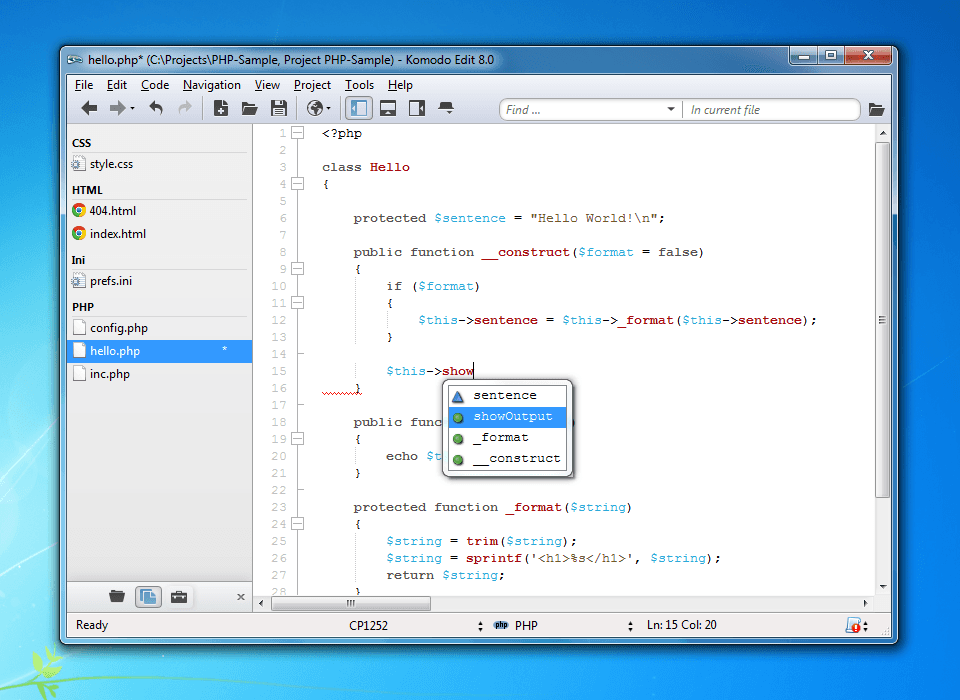 hello.php* (C:\Projects\PHP-Sample, Project PHP-Sample) - Komodo Edit 8.0
File Edit Code Navigation View Project Tools Help
Find ... In current file
CSS
style.css
HTML
404.html
index.html
Ini
prefs.ini
PHP
config.php
hello.php *
inc.php
1 <?php
2
3 class Hello
4 {
5
6 protected $sentence = "Hello World!\n";
7
8 public function __construct($format = false)
9 {
10 if ($format)
11 {
12 $this->sentence = $this->_format($this->sentence);
13 }
14
15 $this->show
16 }
17
18 public func )
19 {
20 echo $t
21 }
22
23 protected function _format($string)
24 {
25 $string = trim($string);
26 $string = sprintf('<h1>%s</h1>', $string);
27 return $string;
28 }
sentence
showOutput
_format
__construct
Ready CP1252 php PHP Ln: 15 Col: 20